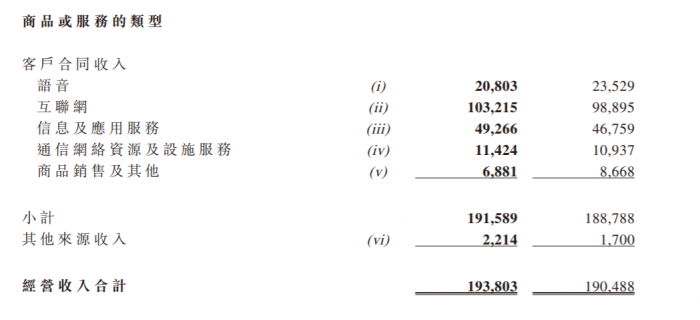 商品或服務的類型
客戶合同收入
語音 (i) 20,803 23,529
互聯網 (ii) 103,215 98,895
信息及應用服務 (iii) 49,266 46,759
通信網絡資源及設施服務 (iv) 11,424 10,937
商品銷售及其他 (v) 6,881 8,668
小計 191,589 188,788
其他來源收入 (vi) 2,214 1,700
經營收入合計 193,803 190,488